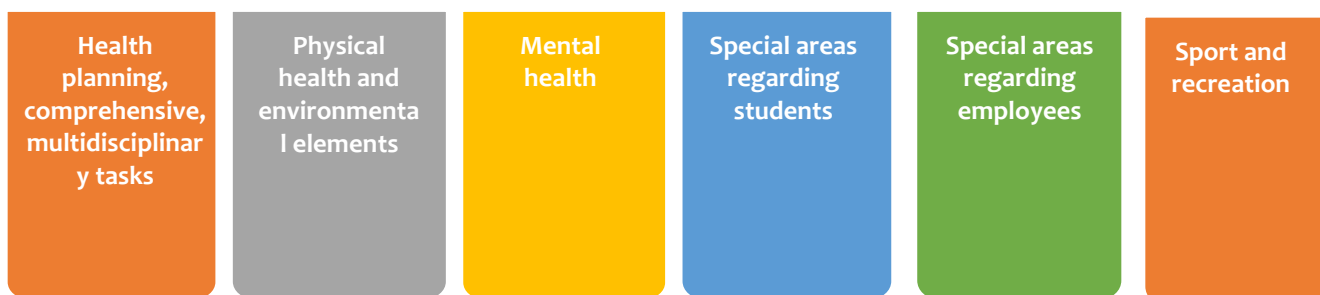 Health
planning,
comprehensive,
multidisciplinar
y tasks
Physical
health and
environmenta
l elements
Mental
health
Special areas
regarding
students
Special areas
regarding
employees
Sport and
recreation